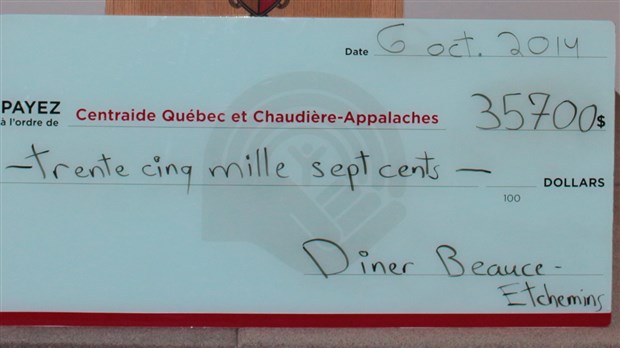 Date 6 oct. 2014
PAYEZ
à l'ordre de Centraide Québec et Chaudière-Appalaches 35700$
-trente cinq mille sept cents - DOLLARS
100
Dîner Beauce -
Etchemins